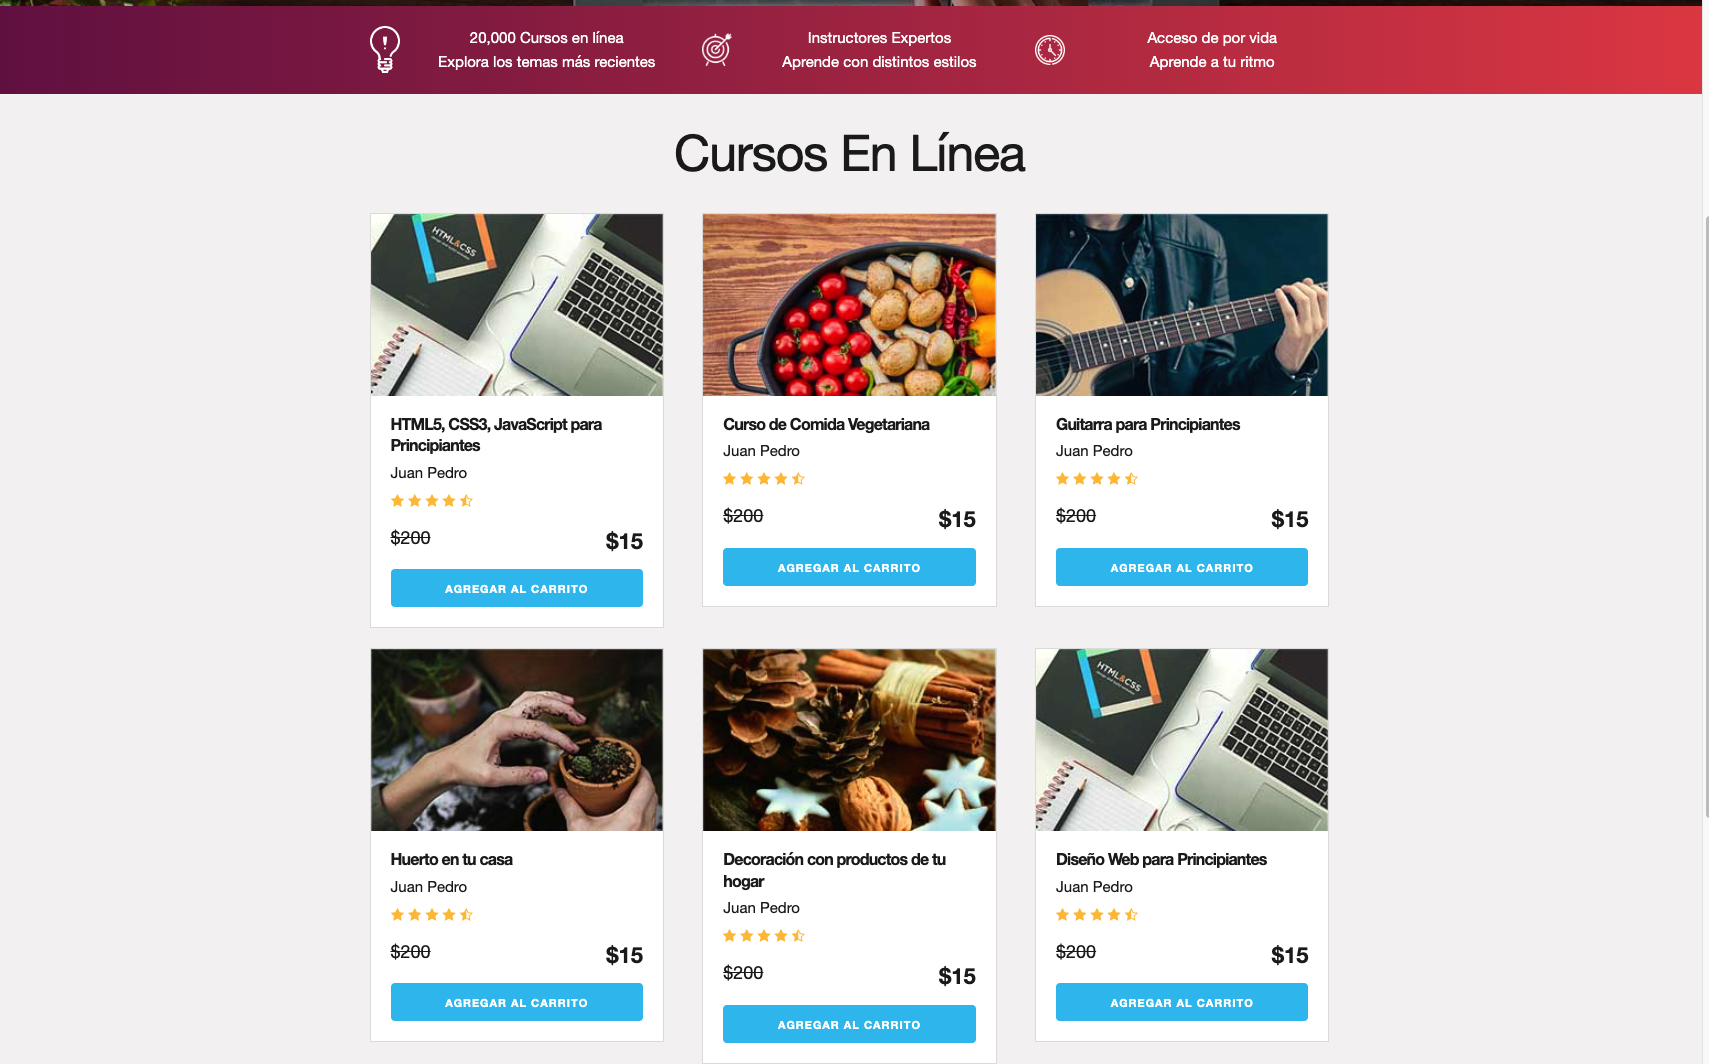 20,000 Cursos en línea
Explora los temas más recientes
Instructores Expertos
Aprende con distintos estilos
Acceso de por vida
Aprende a tu ritmo
Cursos En Línea
HTML&CSS
HTML5, CSS3, JavaScript para
Principiantes
Juan Pedro
$200
$15
AGREGAR AL CARRITO
Curso de Comida Vegetariana
Juan Pedro
$200
$15
AGREGAR AL CARRITO
Guitarra para Principiantes
Juan Pedro
$200
$15
AGREGAR AL CARRITO
Huerto en tu casa
Juan Pedro
$200
$15
AGREGAR AL CARRITO
Decoración con productos de tu
hogar
Juan Pedro
$200
$15
AGREGAR AL CARRITO
HTML&CSS
Diseño Web para Principiantes
Juan Pedro
$200
$15
AGREGAR AL CARRITO